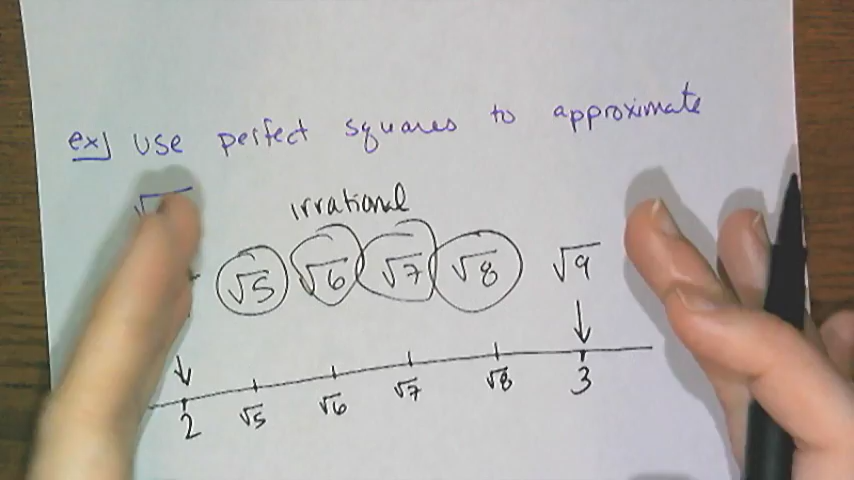 ex] use perfect squares to approximate
irrational
√5 √6 √7 √8 √9
2 √5 √6 √7 √8 3